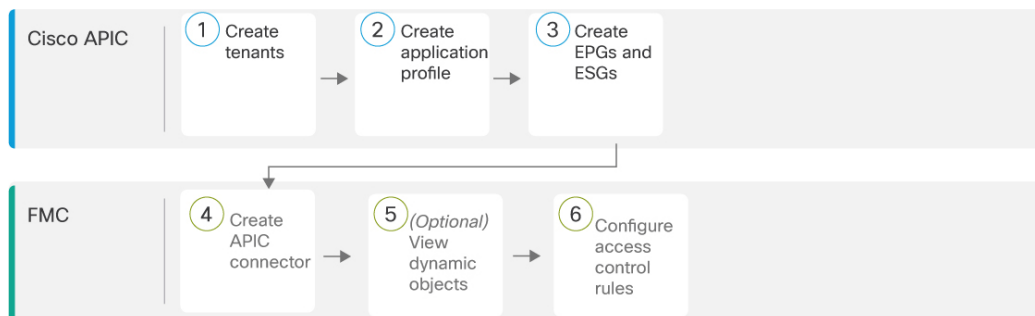 Cisco APIC
1 Create
tenants
2 Create
application
profile
3 Create
EPGs and
ESGs
FMC
4 Create
APIC
connector
5 (Optional)
View
dynamic
objects
6 Configure
access
control
rules